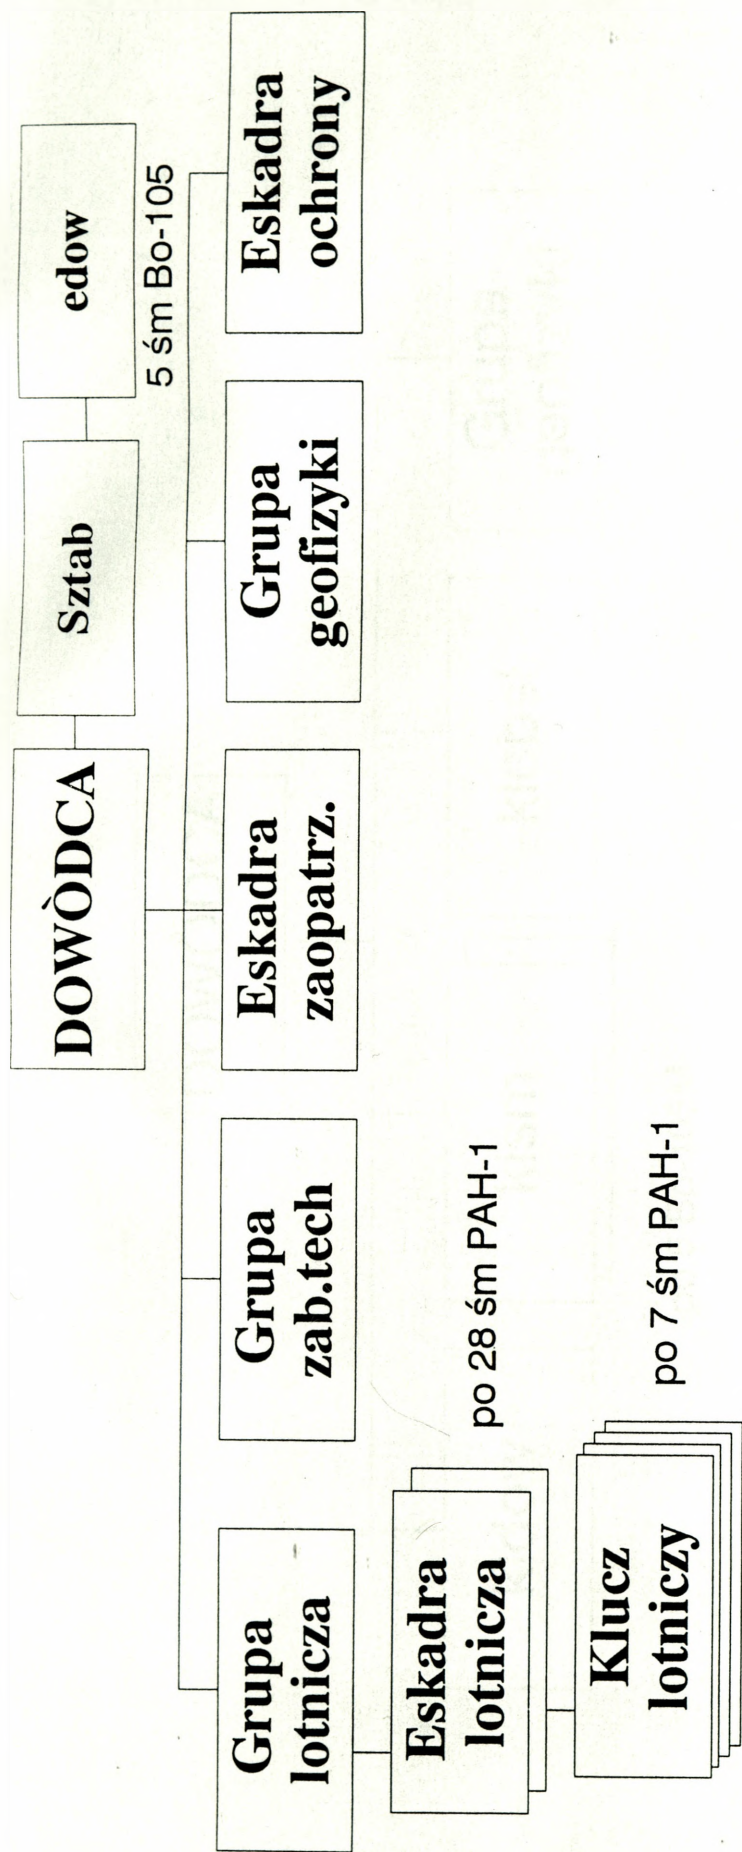 DOWÒDCA
Sztab
edow
5 śm Bo-105
Grupa
lotnicza
Grupa
zab.tech
Eskadra
zaopatrz.
Grupa
geofizyki
Eskadra
ochrony
Eskadra
lotnicza
po 28 śm PAH-1
Klucz
lotniczy
po 7 śm PAH-1